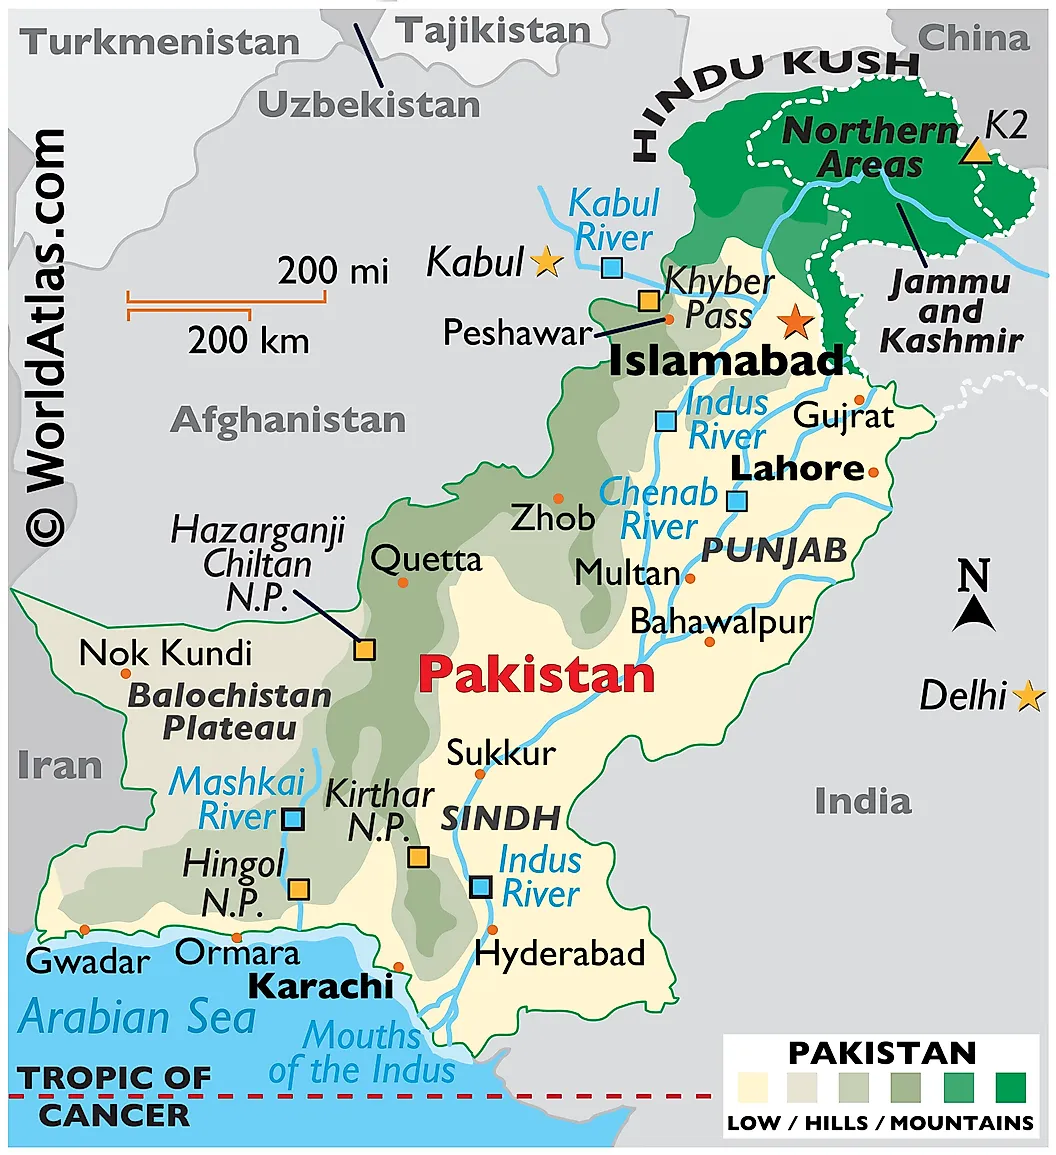 Turkmenistan
Tajikistan
China
Uzbekistan
HINDU KUSH
Northern
Areas
K2
© WorldAtlas.com
Kabul
River
Kabul
200 mi
200 km
Khyber
Pass
Peshawar
Jammu
and
Kashmir
Islamabad
Afghanistan
Indus
River
Gujrat
Lahore
Chenab
River
Zhob
PUNJAB
Hazarganji
Chiltan
N.P.
Quetta
Multan
N
Bahawalpur
Nok Kundi
Pakistan
Balochistan
Plateau
Delhi
Iran
Sukkur
Mashkai
River
Kirthar
N.P.
SINDH
India
Hingol
N.P.
Indus
River
Gwadar
Ormara
Hyderabad
Karachi
Arabian Sea
Mouths
of the Indus
TROPIC OF
CANCER
PAKISTAN
LOW / HILLS / MOUNTAINS